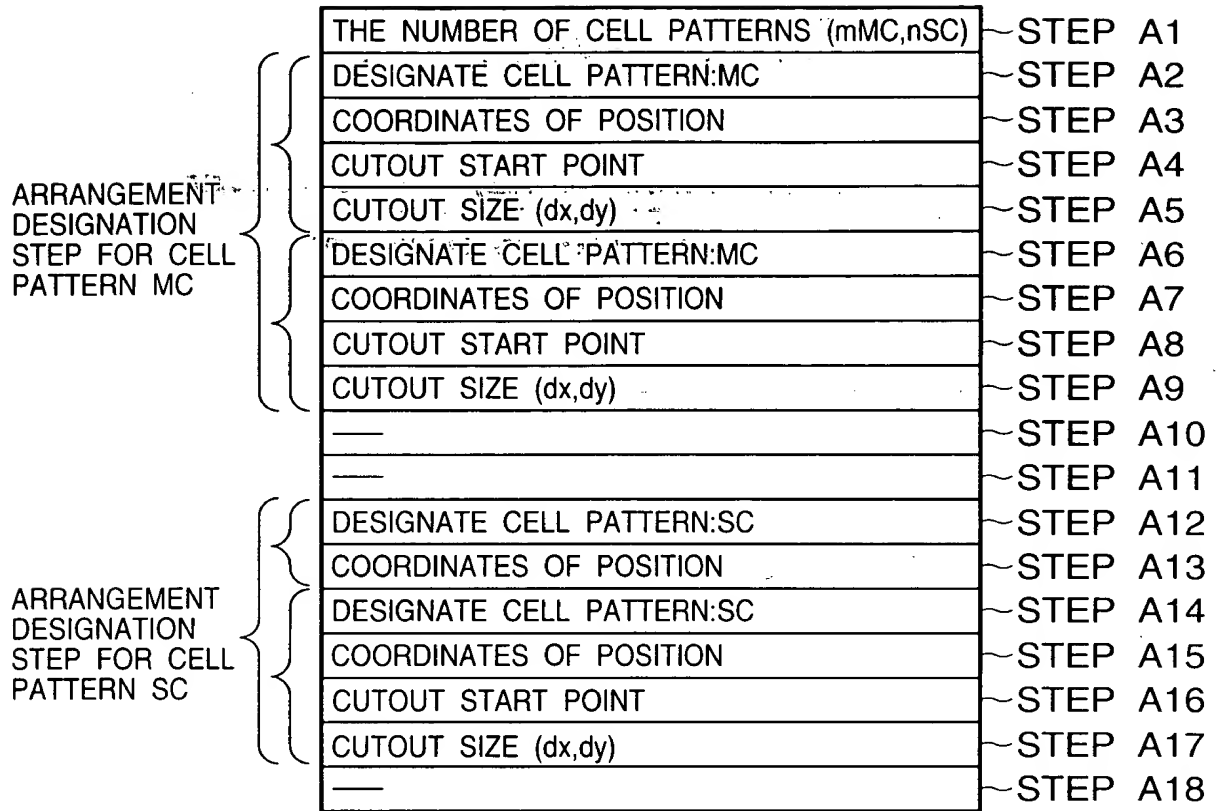 THE NUMBER OF CELL PATTERNS (mMC,nSC) ~STEP A1
DESIGNATE CELL PATTERN:MC ~STEP A2
COORDINATES OF POSITION ~STEP A3
CUTOUT START POINT ~STEP A4
CUTOUT SIZE (dx,dy) ~STEP A5
DESIGNATE CELL PATTERN:MC ~STEP A6
COORDINATES OF POSITION ~STEP A7
CUTOUT START POINT ~STEP A8
CUTOUT SIZE (dx,dy) ~STEP A9
— ~STEP A10
— ~STEP A11
DESIGNATE CELL PATTERN:SC ~STEP A12
COORDINATES OF POSITION ~STEP A13
DESIGNATE CELL PATTERN:SC ~STEP A14
COORDINATES OF POSITION ~STEP A15
CUTOUT START POINT ~STEP A16
CUTOUT SIZE (dx,dy) ~STEP A17
— ~STEP A18
ARRANGEMENT
DESIGNATION
STEP FOR CELL
PATTERN MC
ARRANGEMENT
DESIGNATION
STEP FOR CELL
PATTERN SC